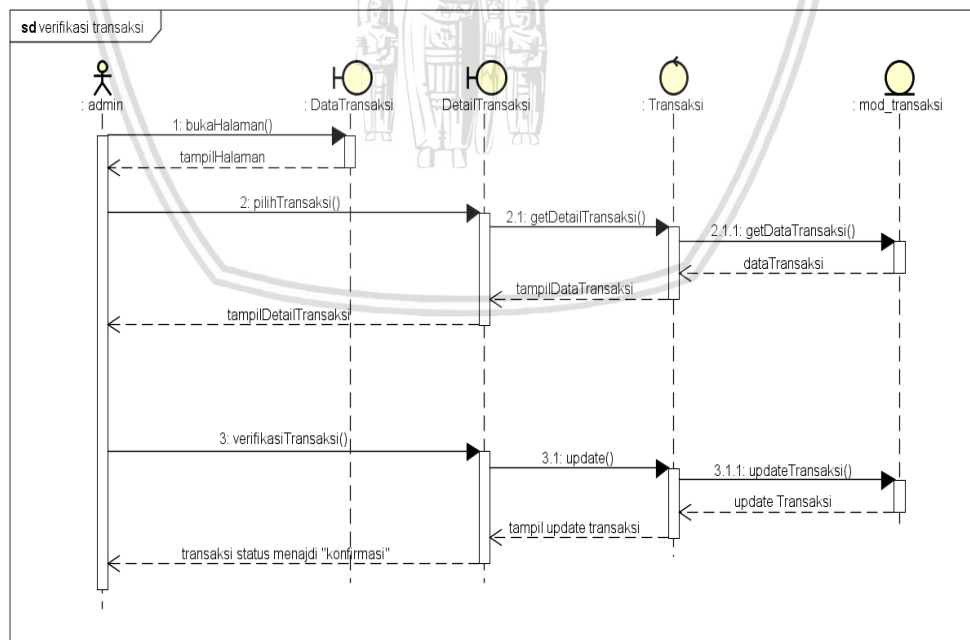 sd verifikasi transaksi
: admin
: DataTransaksi
DetailTransaksi
: Transaksi
: mod_transaksi
1: bukaHalaman()
tampilHalaman
2: pilihTransaksi()
2.1: getDetailTransaksi()
2.1.1: getDataTransaksi()
dataTransaksi
tampilDataTransaksi
tampilDetailTransaksi
3: verifikasiTransaksi()
3.1: update()
3.1.1: updateTransaksi()
update Transaksi
tampil update transaksi
transaksi status menajdi "konfirmasi"